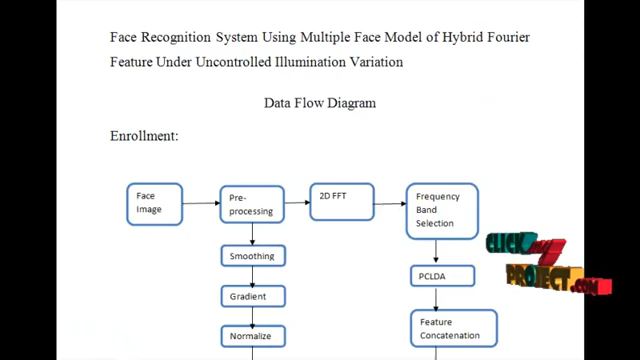 Face Recognition System Using Multiple Face Model of Hybrid Fourier
Feature Under Uncontrolled Illumination Variation
Data Flow Diagram
Enrollment:
Face
Image
Pre-
processing
2D FFT
Frequency
Band
Selection
Smoothing
PCLDA
Gradient
Feature
Concatenation
Normalize
CLICK my
PROJECT.COM